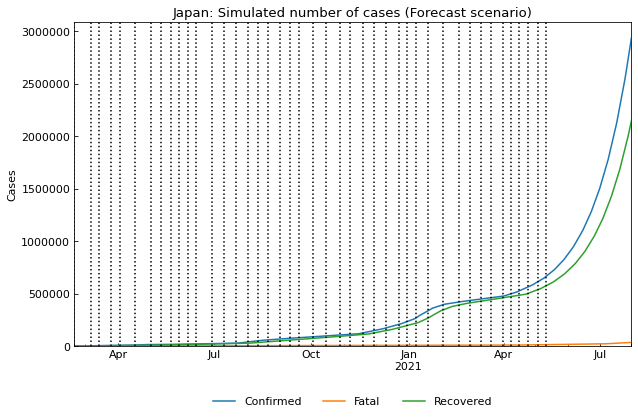 Japan: Simulated number of cases (Forecast scenario)
3000000
2500000
2000000
1500000
1000000
500000
0
Cases
Apr
Jul
Oct
Jan
2021
Apr
Jul
Confirmed
Fatal
Recovered